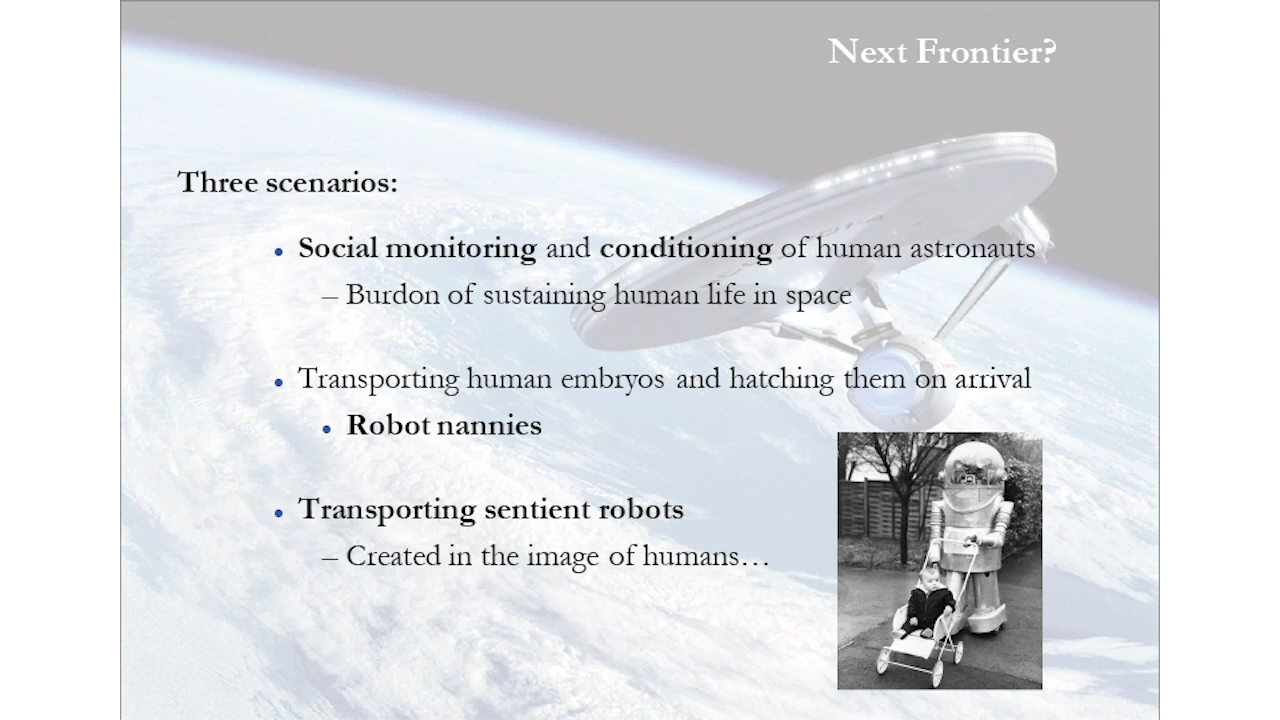 Next Frontier?
Three scenarios:
• Social monitoring and conditioning of human astronauts
– Burdon of sustaining human life in space
• Transporting human embryos and hatching them on arrival
• Robot nannies
• Transporting sentient robots
– Created in the image of humans…